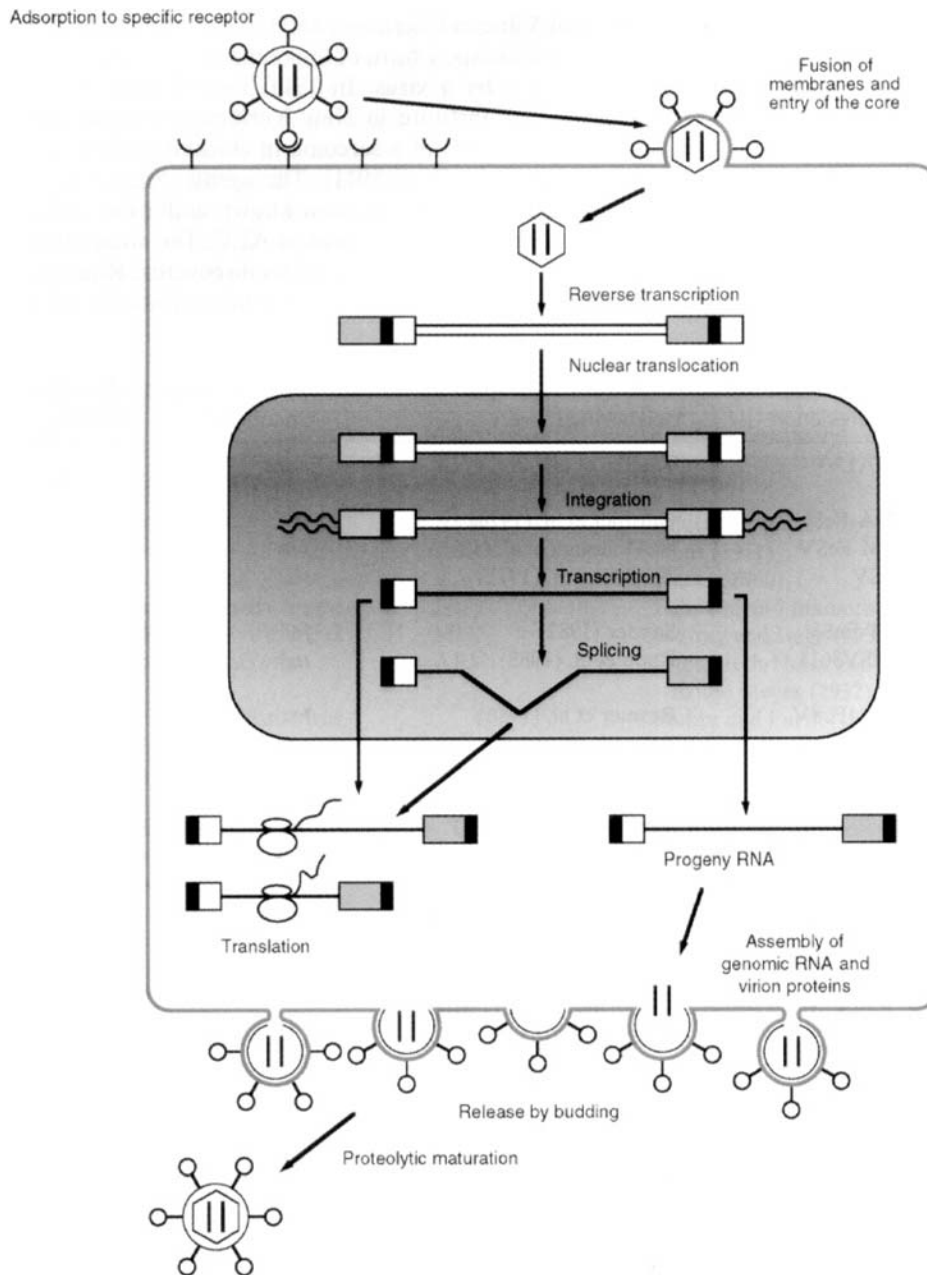 Adsorption to specific receptor
Fusion of
membranes and
entry of the core
Reverse transcription
Nuclear translocation
Integration
Transcription
Splicing
Progeny RNA
Translation
Assembly of
genomic RNA and
virion proteins
Release by budding
Proteolytic maturation